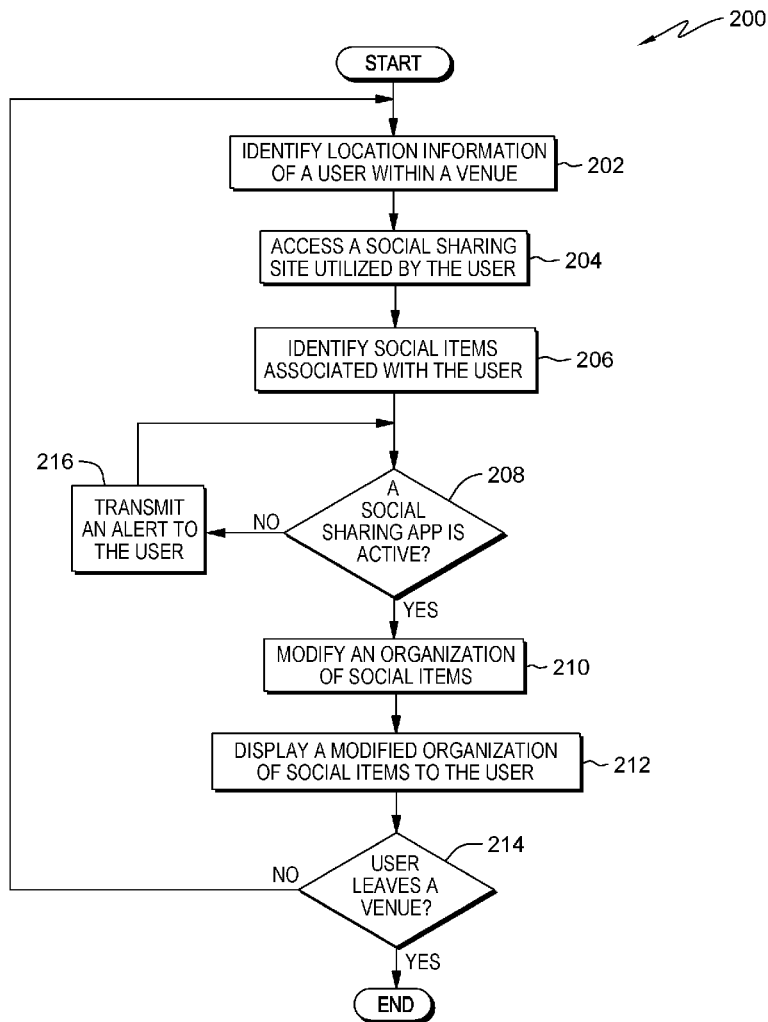 200
START
IDENTIFY LOCATION INFORMATION
OF A USER WITHIN A VENUE
202
ACCESS A SOCIAL SHARING
SITE UTILIZED BY THE USER
204
IDENTIFY SOCIAL ITEMS
ASSOCIATED WITH THE USER
206
216
TRANSMIT
AN ALERT TO
THE USER
NO
A
SOCIAL
SHARING APP IS
ACTIVE?
208
YES
MODIFY AN ORGANIZATION
OF SOCIAL ITEMS
210
DISPLAY A MODIFIED ORGANIZATION
OF SOCIAL ITEMS TO THE USER
212
NO
USER
LEAVES A
VENUE?
214
YES
END